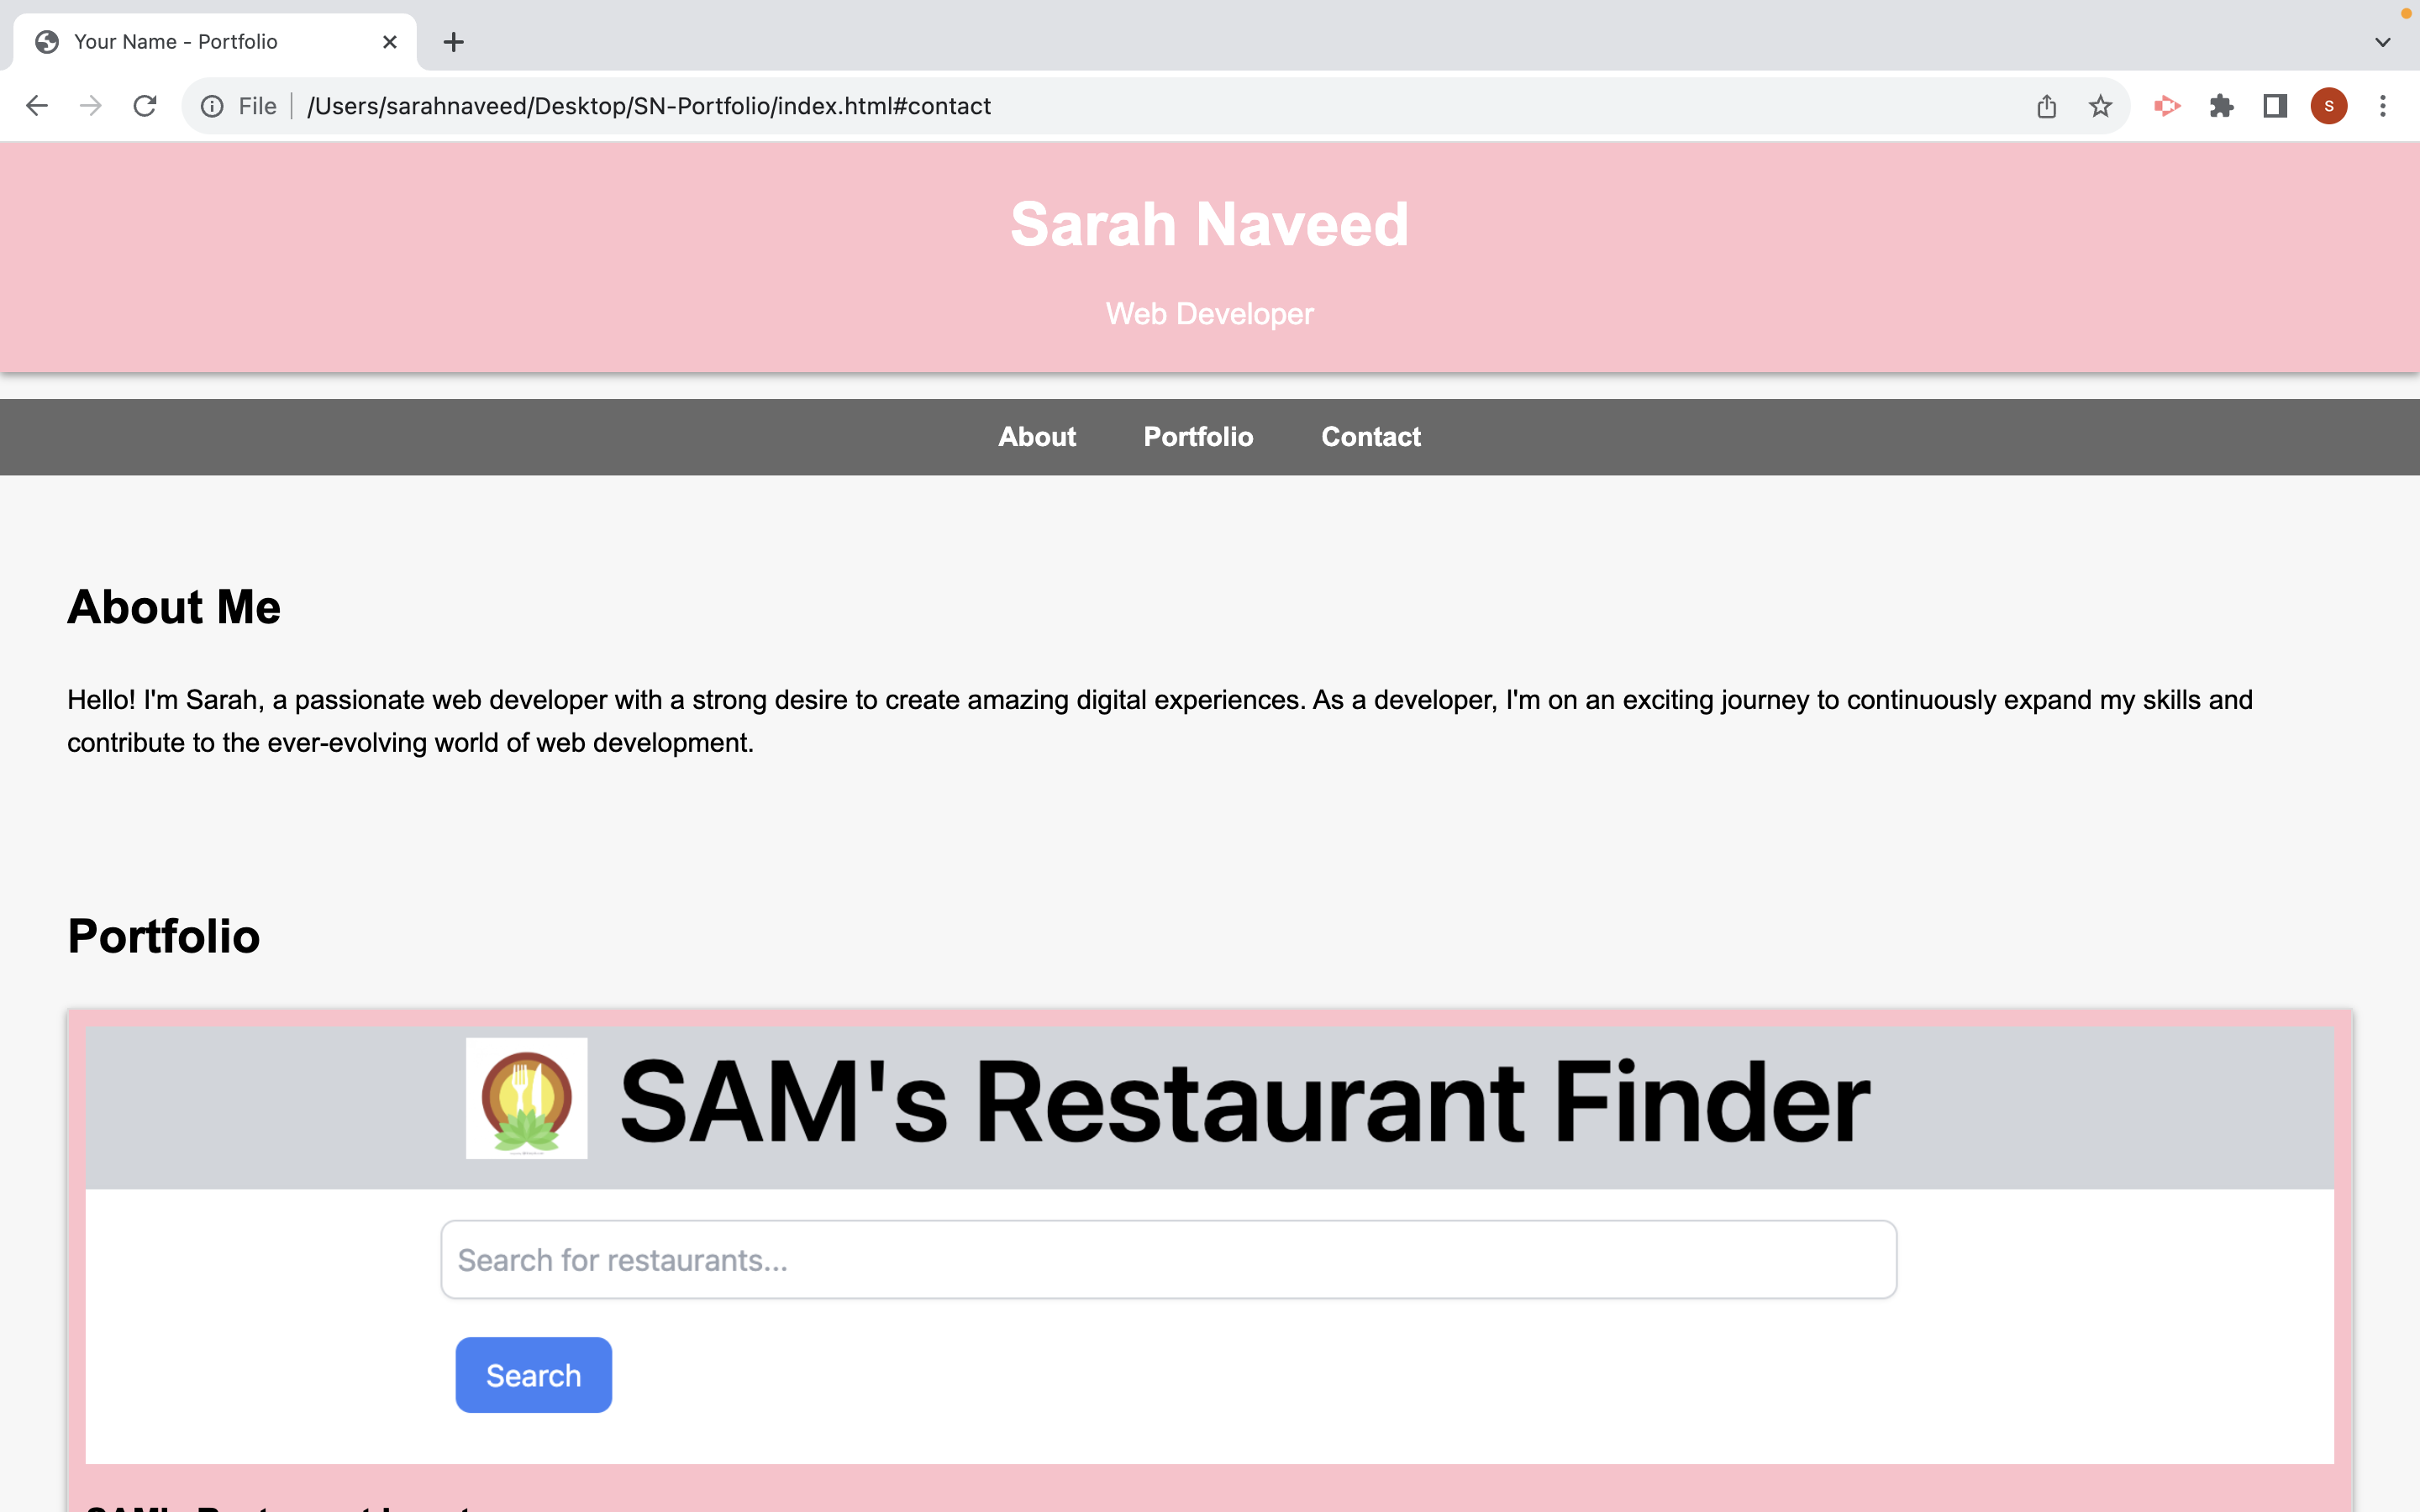 Your Name - Portfolio
File
/Users/sarahnaveed/Desktop/SN-Portfolio/index.html#contact
S
Sarah Naveed
Web Developer
About Portfolio Contact
About Me
Hello! I'm Sarah, a passionate web developer with a strong desire to create amazing digital experiences. As a developer, I'm on an exciting journey to continuously expand my skills and
contribute to the ever-evolving world of web development.
Portfolio
SAM's Restaurant Finder
Search for restaurants...
Search
SAM's Restaurant